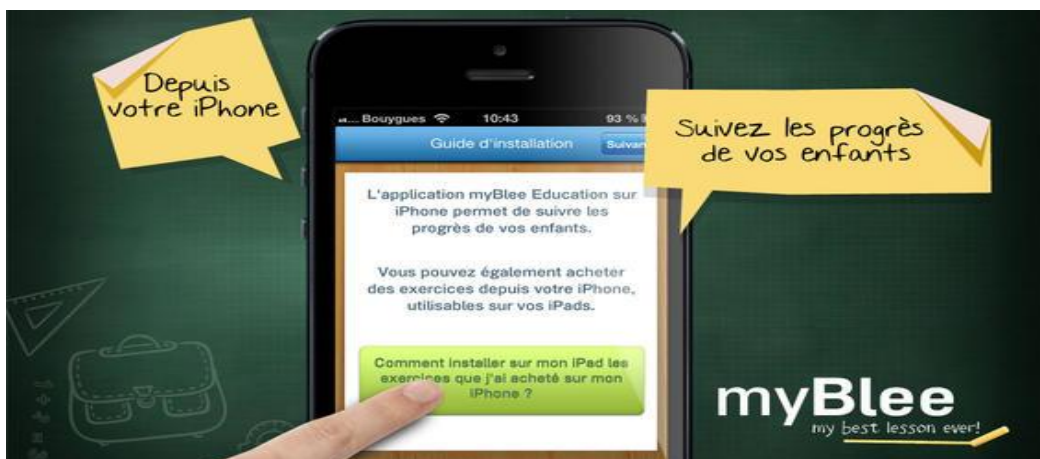 Depuis
votre iPhone
Suivez les progrès
de vos enfants
... Bouygues 10:43 93 %
Guide d'installation Suivan
L'application myBlee Education sur
iPhone permet de suivre les
progrès de vos enfants.
Vous pouvez également acheter
des exercices depuis votre iPhone,
utilisables sur vos iPads.
Comment installer sur mon iPad les
exercices que j'ai acheté sur mon
iPhone ?
myBlee
my best lesson ever!